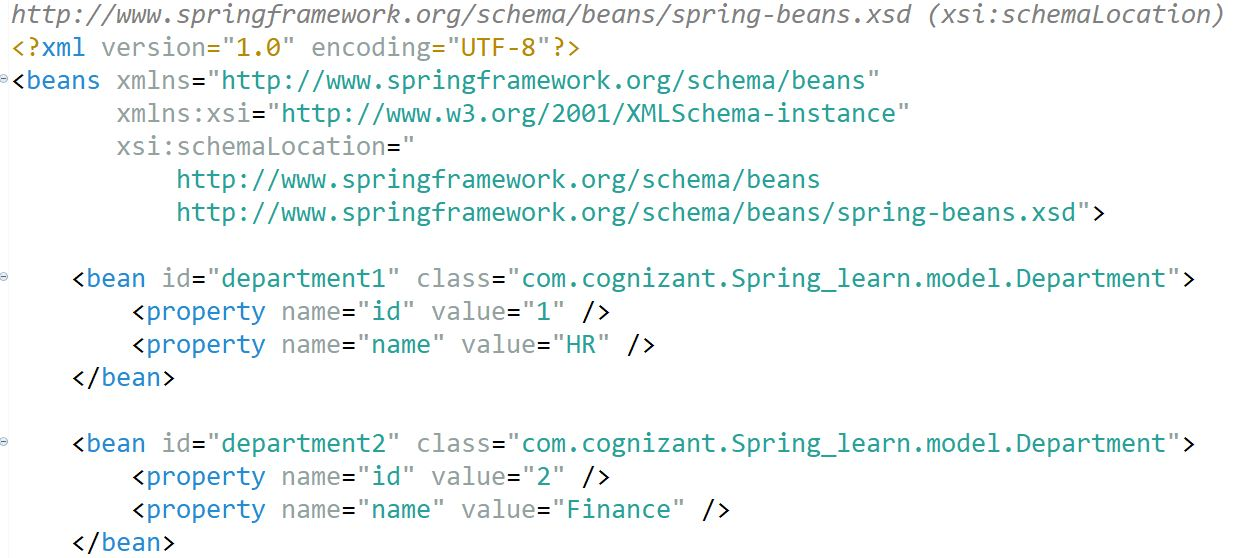 http://www.springframework.org/schema/beans/spring-beans.xsd (xsi:schemaLocation)
<?xml version="1.0" encoding="UTF-8"?>
<beans xmlns="http://www.springframework.org/schema/beans"
xmlns:xsi="http://www.w3.org/2001/XMLSchema-instance"
xsi:schemaLocation="
http://www.springframework.org/schema/beans
http://www.springframework.org/schema/beans/spring-beans.xsd">
<bean id="department1" class="com.cognizant.Spring_learn.model.Department">
<property name="id" value="1" />
<property name="name" value="HR" />
</bean>
<bean id="department2" class="com.cognizant.Spring_learn.model.Department">
<property name="id" value="2" />
<property name="name" value="Finance" />
</bean>